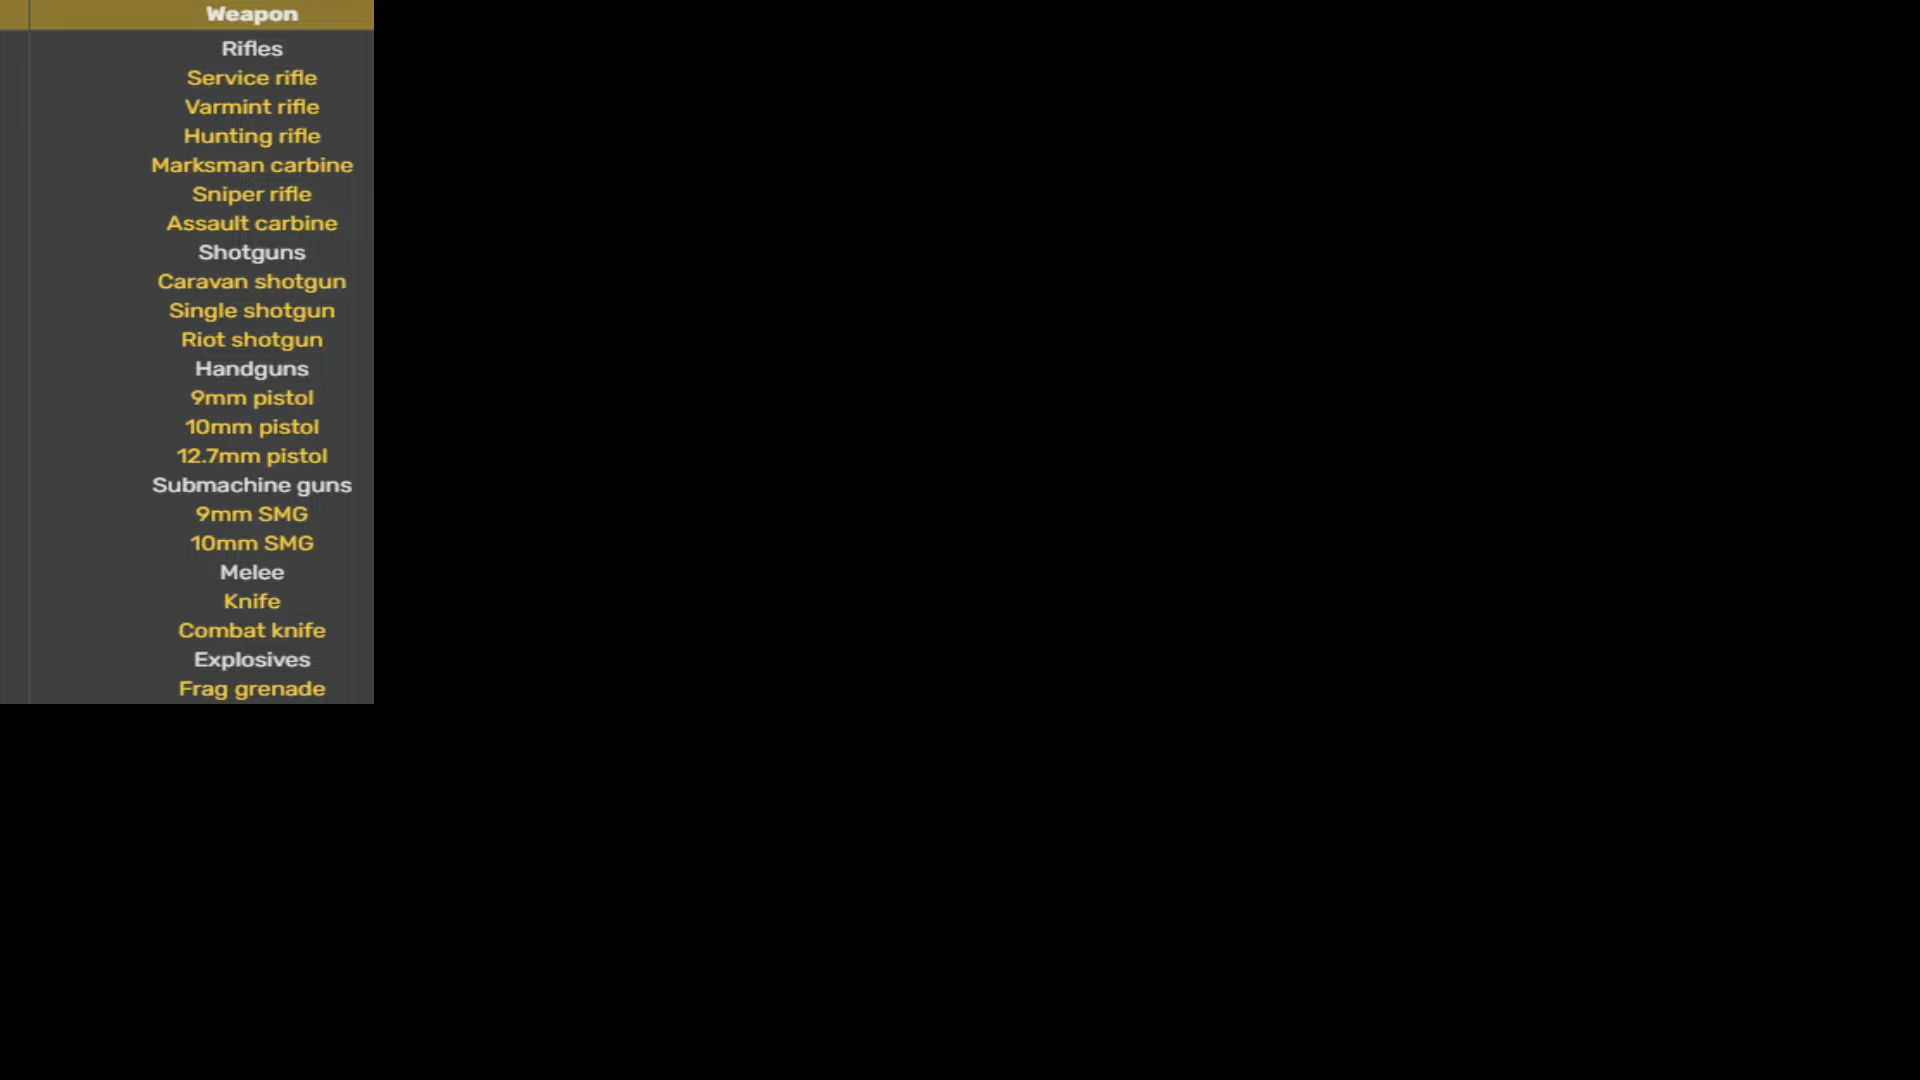 Weapon
Rifles
Service rifle
Varmint rifle
Hunting rifle
Marksman carbine
Sniper rifle
Assault carbine
Shotguns
Caravan shotgun
Single shotgun
Riot shotgun
Handguns
9mm pistol
10mm pistol
12.7mm pistol
Submachine guns
9mm SMG
10mm SMG
Melee
Knife
Combat knife
Explosives
Frag grenade